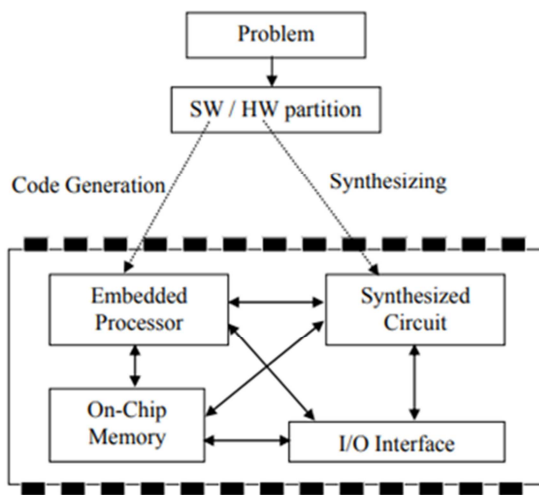 Problem
SW / HW partition
Code Generation
Synthesizing
Embedded
Processor
Synthesized
Circuit
On-Chip
Memory
I/O Interface